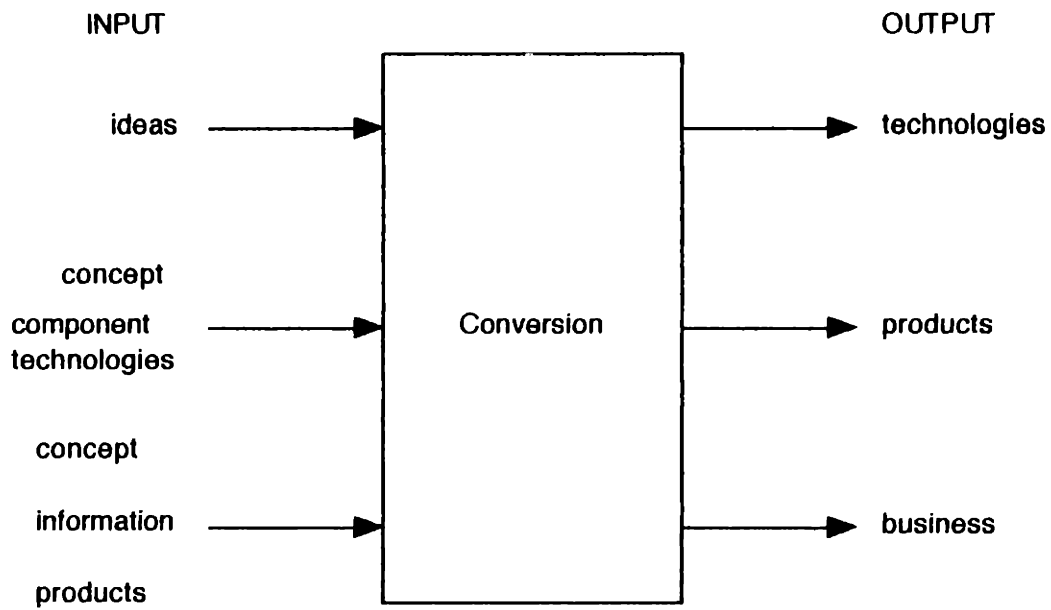 INPUT
OUTPUT
ideas
technologies
concept
component
technologies
Conversion
products
concept
information
business
products